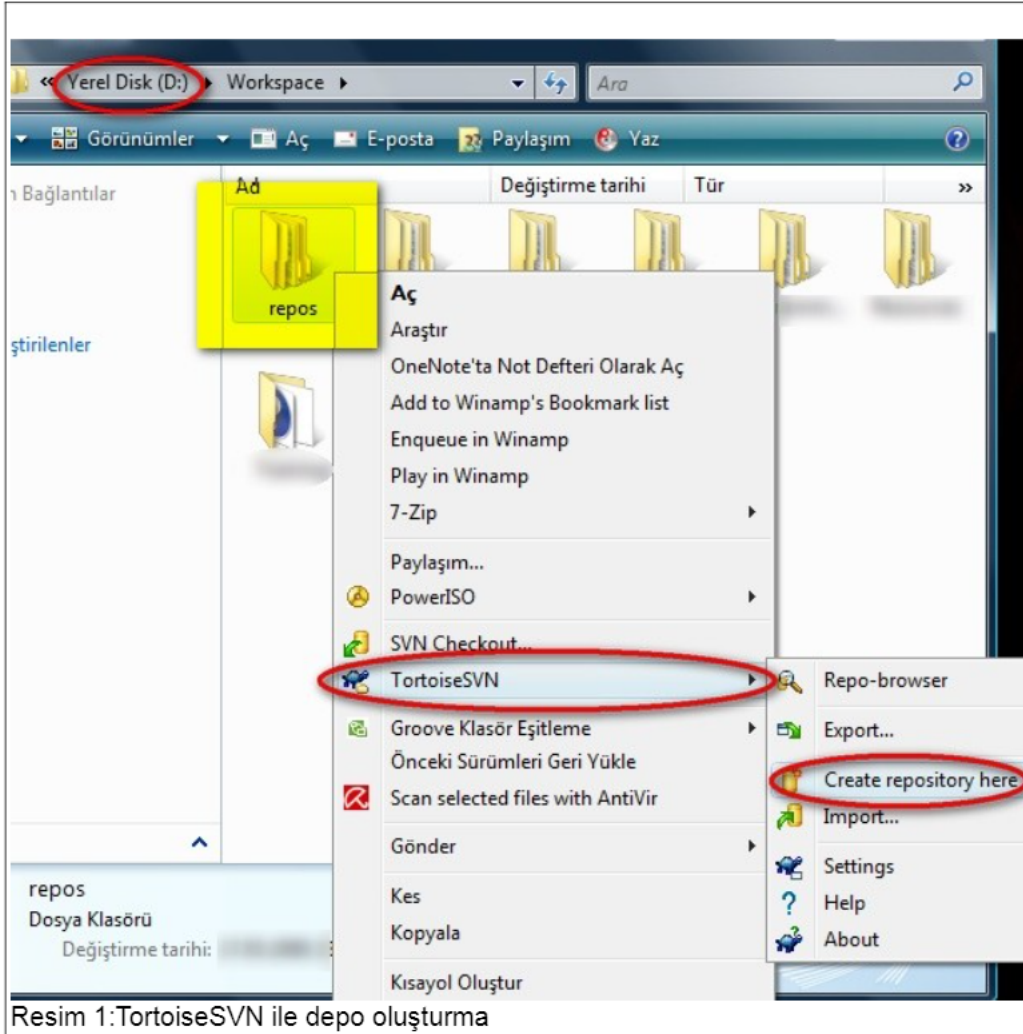 « Yerel Disk (D:) Workspace
Ara
Görünümler Aç E-posta Paylaşım Yaz
Bağlantılar
Ad Değiştirme tarihi Tür »
repos
ştirilenler
Aç
Araştır
OneNote'ta Not Defteri Olarak Aç
Add to Winamp's Bookmark list
Enqueue in Winamp
Play in Winamp
7-Zip
Paylaşım...
PowerISO
SVN Checkout...
TortoiseSVN
Groove Klasör Eşitleme
Önceki Sürümleri Geri Yükle
Scan selected files with AntiVir
Gönder
Kes
Kopyala
Kısayol Oluştur
Repo-browser
Export...
Create repository here
Import...
Settings
Help
About
repos
Dosya Klasörü
Değiştirme tarihi:
Resim 1:TortoiseSVN ile depo oluşturma